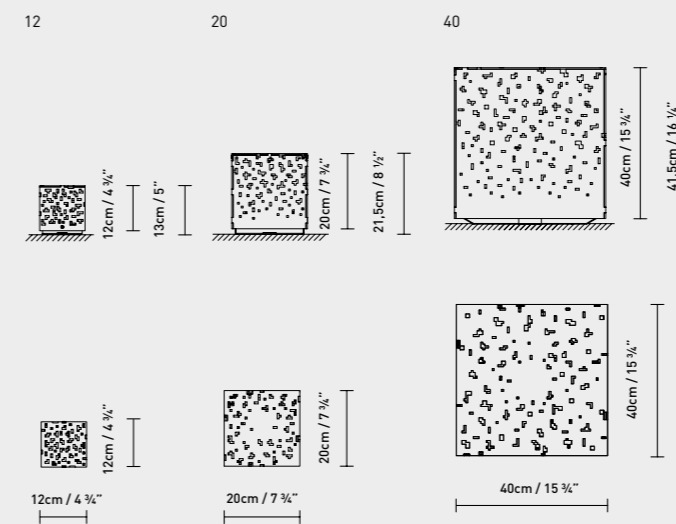 12
20
40
12cm / 4 ¾”
13cm / 5”
20cm / 7 ¾”
21,5cm / 8 ½”
40cm / 15 ¾”
41,5cm / 16 ¼”
12cm / 4 ¾”
20cm / 7 ¾”
40cm / 15 ¾”
12cm / 4 ¾”
20cm / 7 ¾”
40cm / 15 ¾”